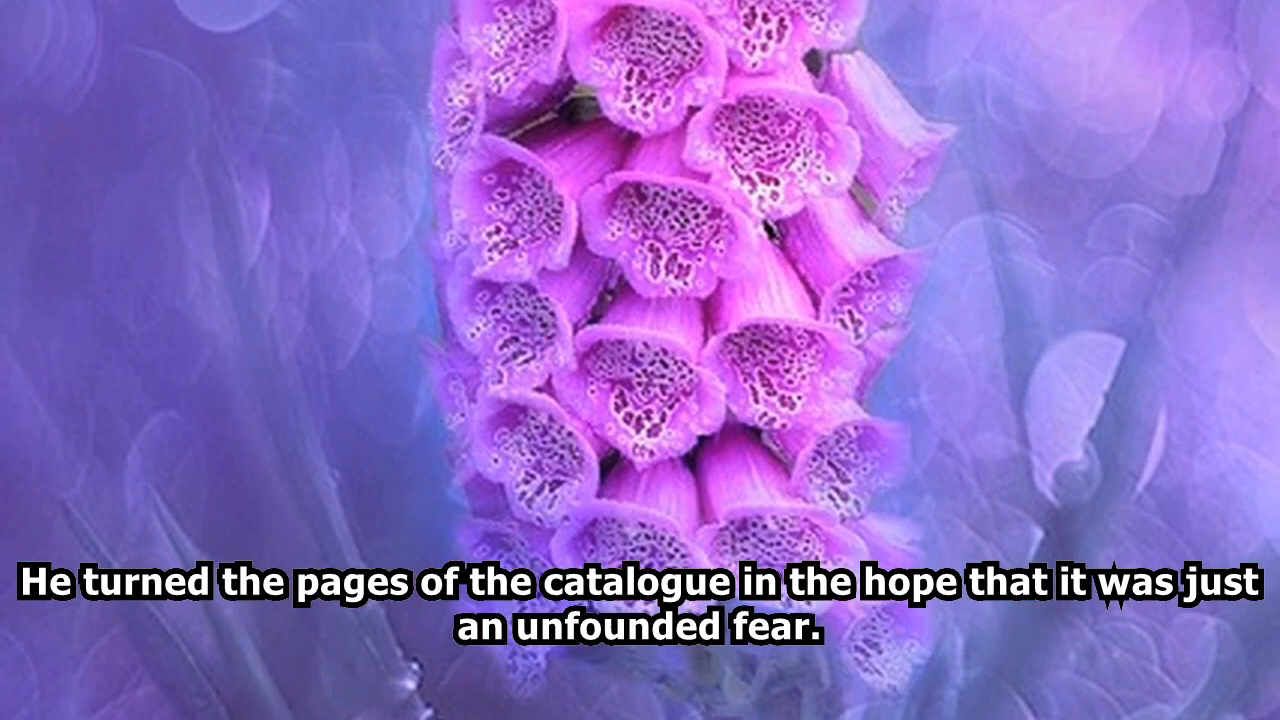 He turned the pages of the catalogue in the hope that it was just
an unfounded fear.